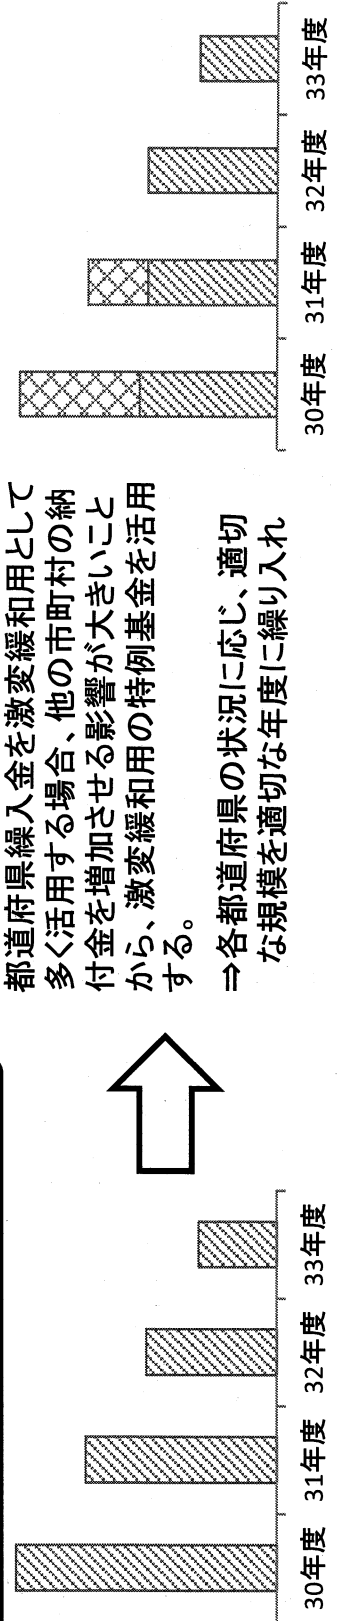 30年度 31年度 32年度 33年度
都道府県繰入金を激変緩和用として
多く活用する場合、他の市町村の納
付金を増加させる影響が大きいこと
から、激変緩和用の特例基金を活用
する。
⇒各都道府県の状況に応じ、適切
な規模を適切な年度に繰り入れ
30年度 31年度 32年度 33年度